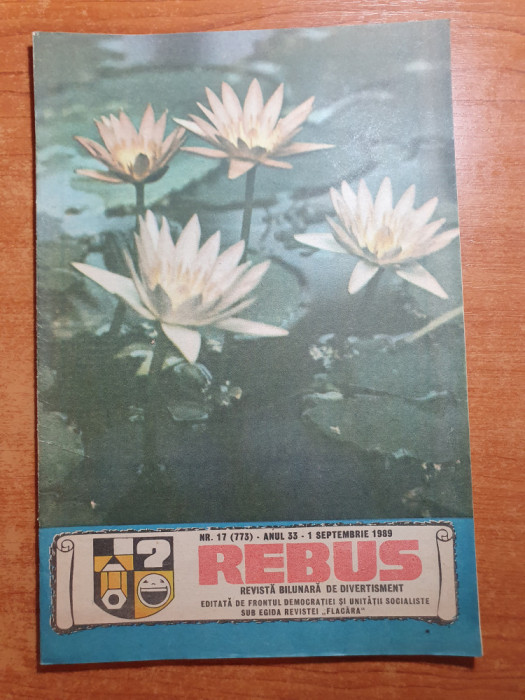 NR. 17 (773) - ANUL 33 - 1 SEPTEMBRIE 1989
REBUS
REVISTĂ BILUNARĂ DE DIVERTISMENT
EDITATĂ DE FRONTUL DEMOCRAȚIEI ȘI UNITĂȚII SOCIALISTE
SUB EGIDA REVISTEI „FLACĂRA"